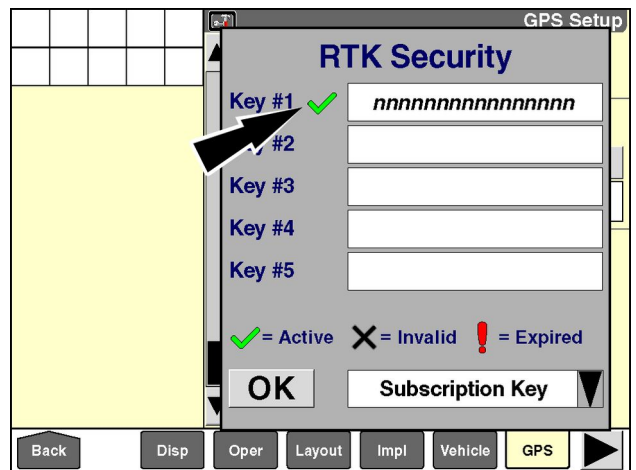 GPS Setup
RTK Security
Key #1 nnnnnnnnnnnnnnnn
#2
Key #3
Key #4
Key #5
= Active = Invalid = Expired
OK Subscription Key
Back Disp Oper Layout Impl Vehicle GPS